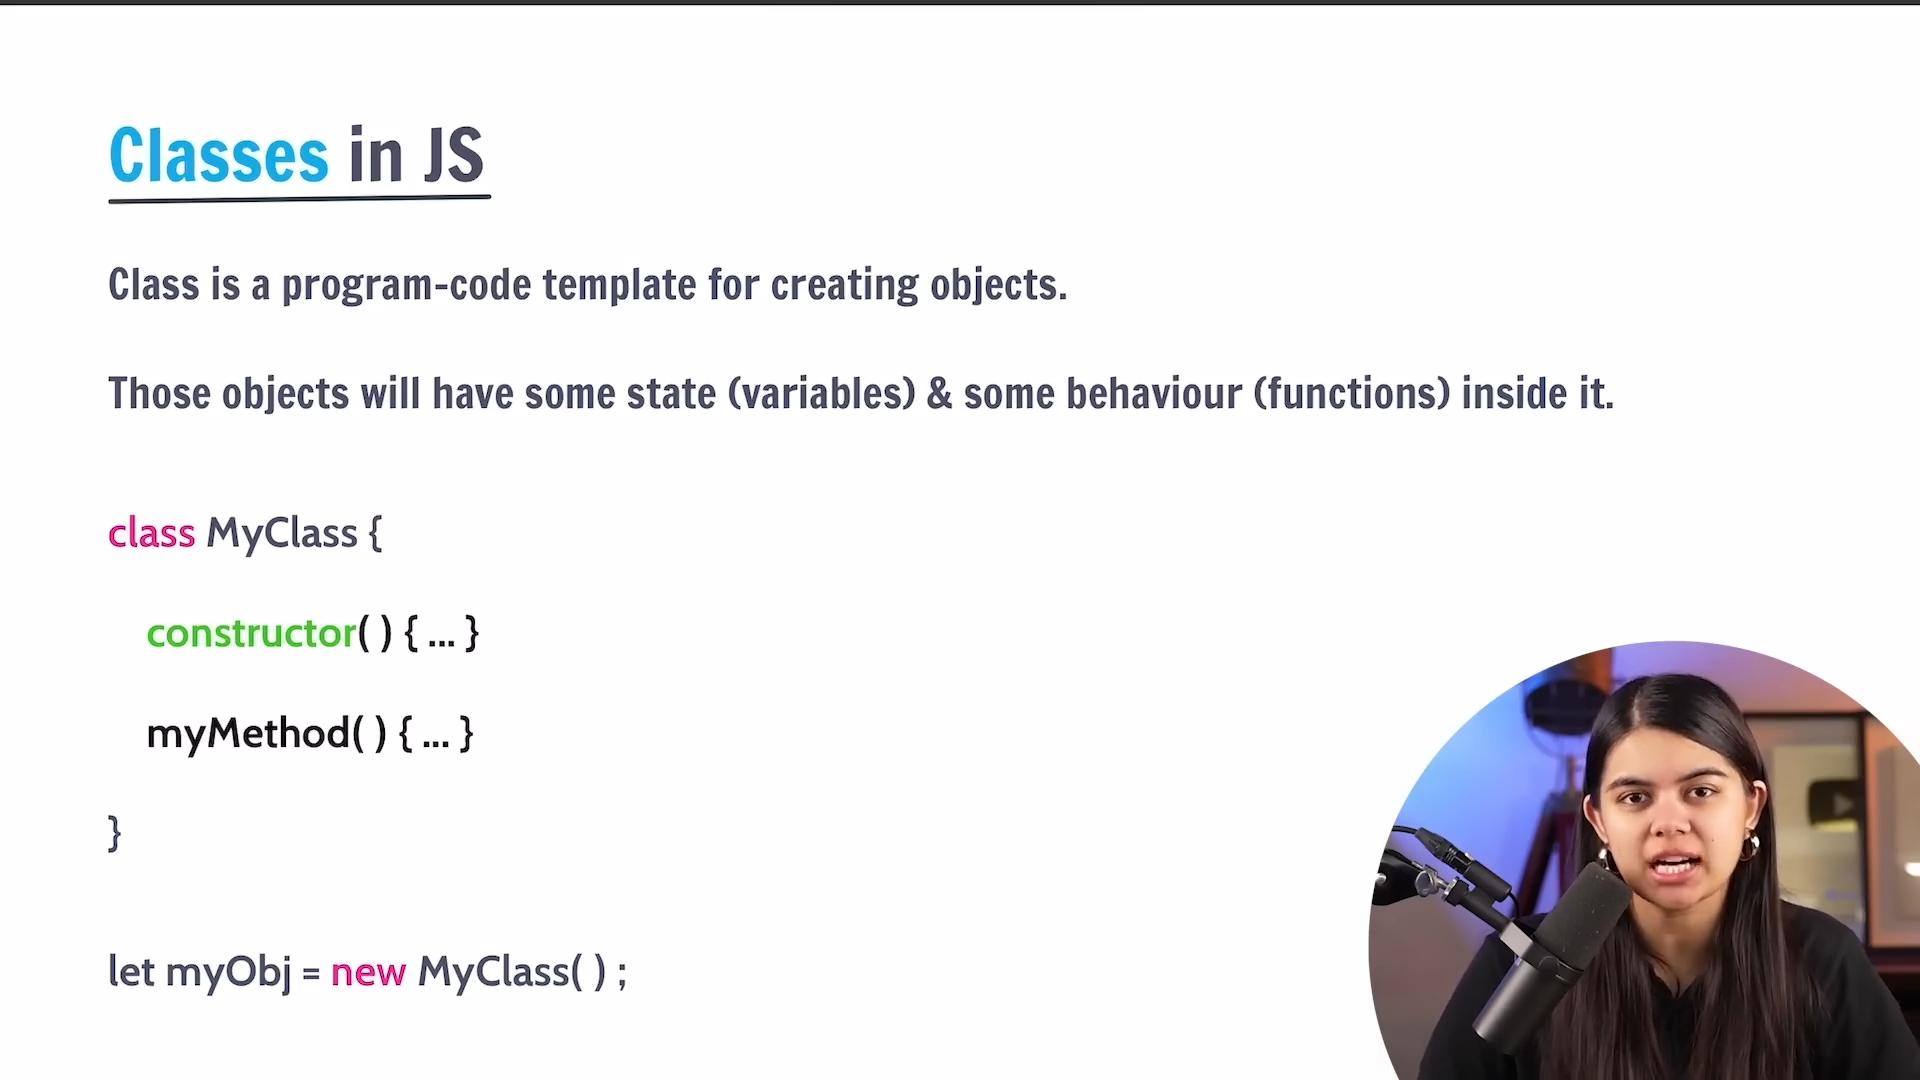 Classes in JS
Class is a program-code template for creating objects.
Those objects will have some state (variables) & some behaviour (functions) inside it.
class MyClass {
constructor( ) { ... }
myMethod( ) { ... }
}
let myObj = new MyClass( ) ;